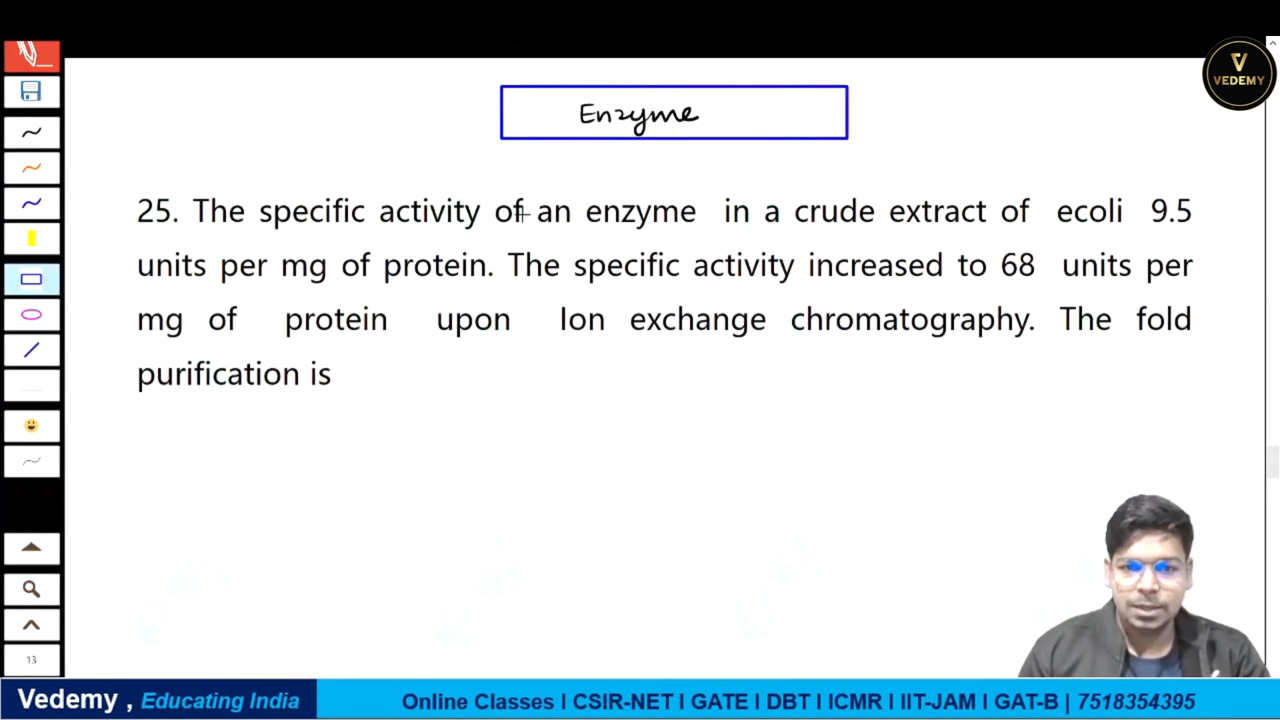 V
VEDEMY
Enzyme
25. The specific activity of an enzyme in a crude extract of ecoli 9.5
units per mg of protein. The specific activity increased to 68 units per
mg of protein upon Ion exchange chromatography. The fold
purification is
13
Vedemy , Educating India
Online Classes I CSIR-NET I GATE I DBT I ICMR I IIT-JAM I GAT-B | 7518354395